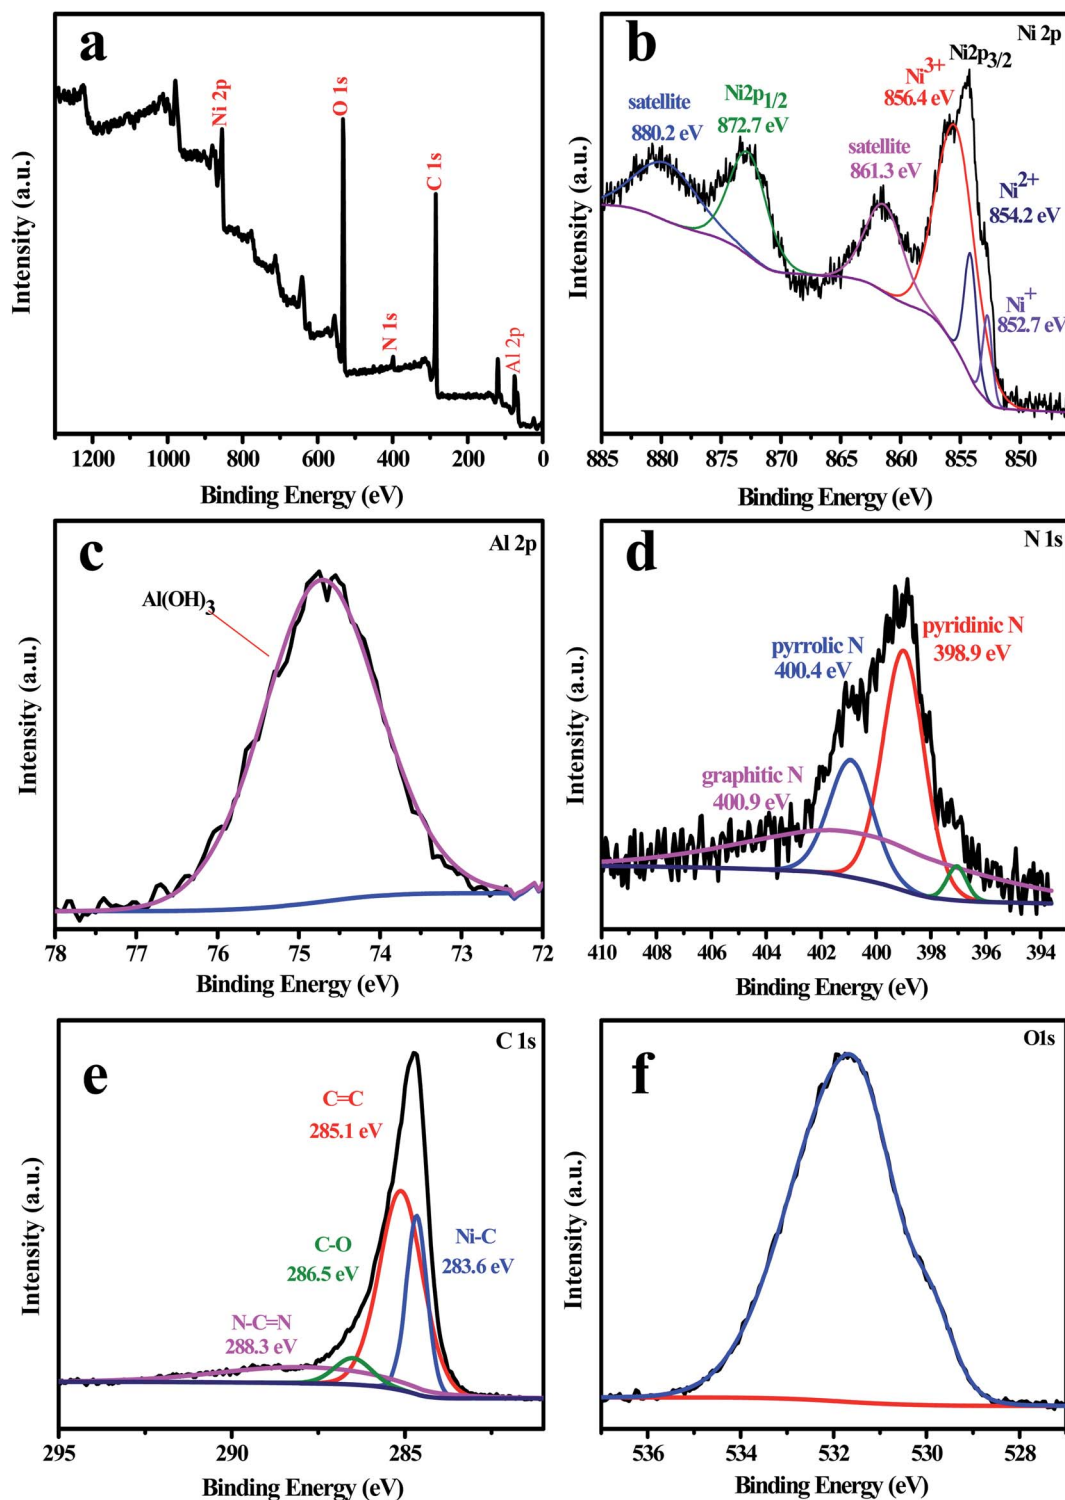 a
Ni 2p
O 1s
C 1s
N 1s
Al 2p
Intensity (a.u.)
1200 1000 800 600 400 200 0
Binding Energy (eV)
b
Ni 2p
Ni2p3/2
Ni3+
856.4 eV
Ni2p1/2
872.7 eV
satellite
880.2 eV
satellite
861.3 eV
Ni2+
854.2 eV
Ni+
852.7 eV
Intensity (a.u.)
885 880 875 870 865 860 855 850
Binding Energy (eV)
c
Al 2p
Al(OH)3
Intensity (a.u.)
78 77 76 75 74 73 72
Binding Energy (eV)
d
N 1s
pyridinic N
398.9 eV
pyrrolic N
400.4 eV
graphitic N
400.9 eV
Intensity (a.u.)
410 408 406 404 402 400 398 396 394
Binding Energy (eV)
e
C 1s
C=C
285.1 eV
Ni-C
283.6 eV
C-O
286.5 eV
N-C=N
288.3 eV
Intensity (a.u.)
295 290 285
Binding Energy (eV)
f
O1s
Intensity (a.u.)
536 534 532 530 528
Binding Energy (eV)